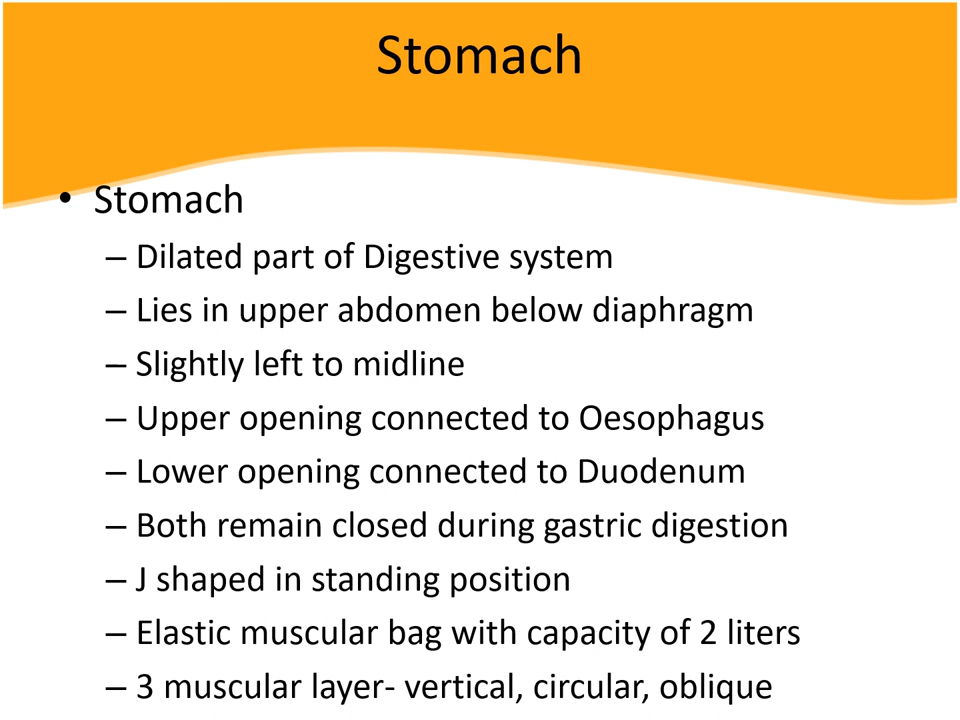 Stomach
• Stomach
– Dilated part of Digestive system
– Lies in upper abdomen below diaphragm
– Slightly left to midline
– Upper opening connected to Oesophagus
– Lower opening connected to Duodenum
– Both remain closed during gastric digestion
– J shaped in standing position
– Elastic muscular bag with capacity of 2 liters
– 3 muscular layer- vertical, circular, oblique